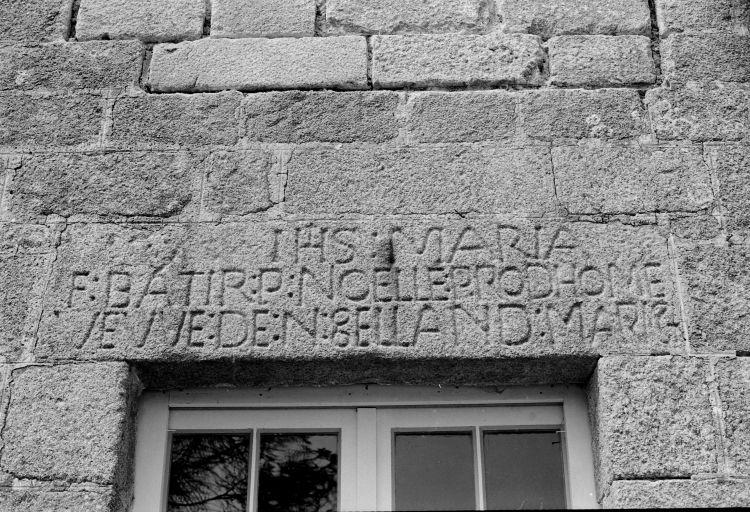 IHS : MARIA
F : BATIR : P : NOELLE PRODHOME
VEVVE : DE : N : BELLAND : MARI